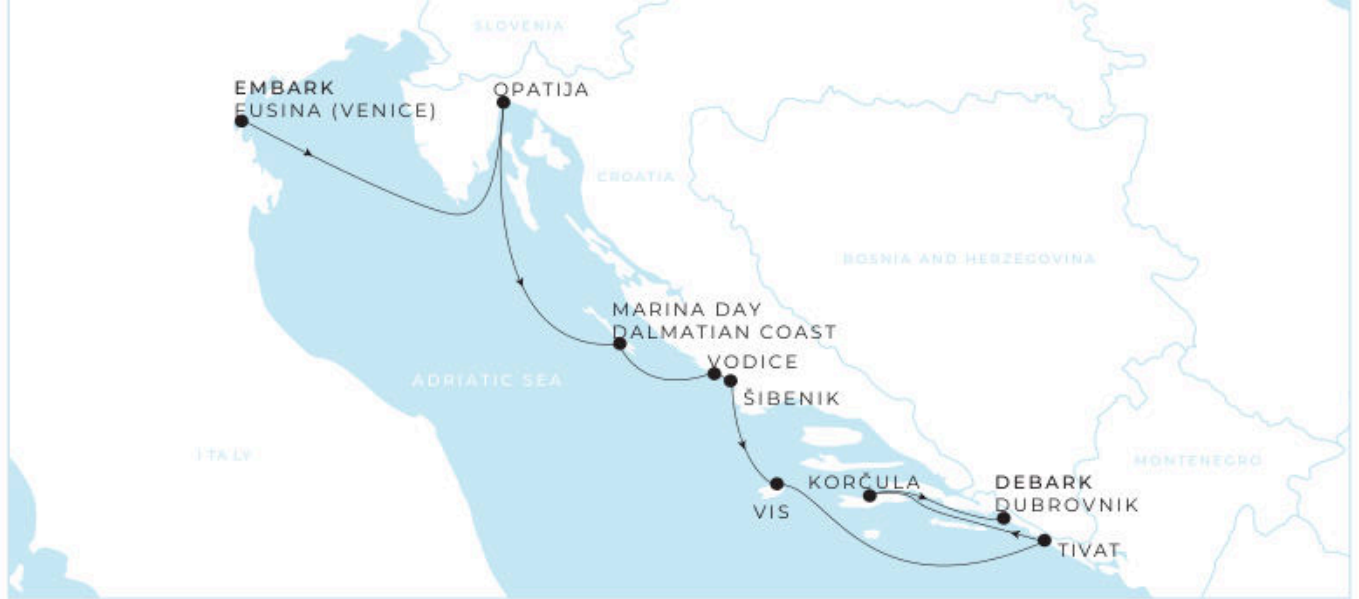 SLOVENIA
EMBARK
FUSINA (VENICE)
OPATIJA
CROATIA
BOSNIA AND HERZEGOVINA
MARINA DAY
DALMATIAN COAST
VODICE
ADRIATIC SEA
ŠIBENIK
ITALY
MONTENEGRO
KORČULA
DEBARK
DUBROVNIK
VIS
TIVAT